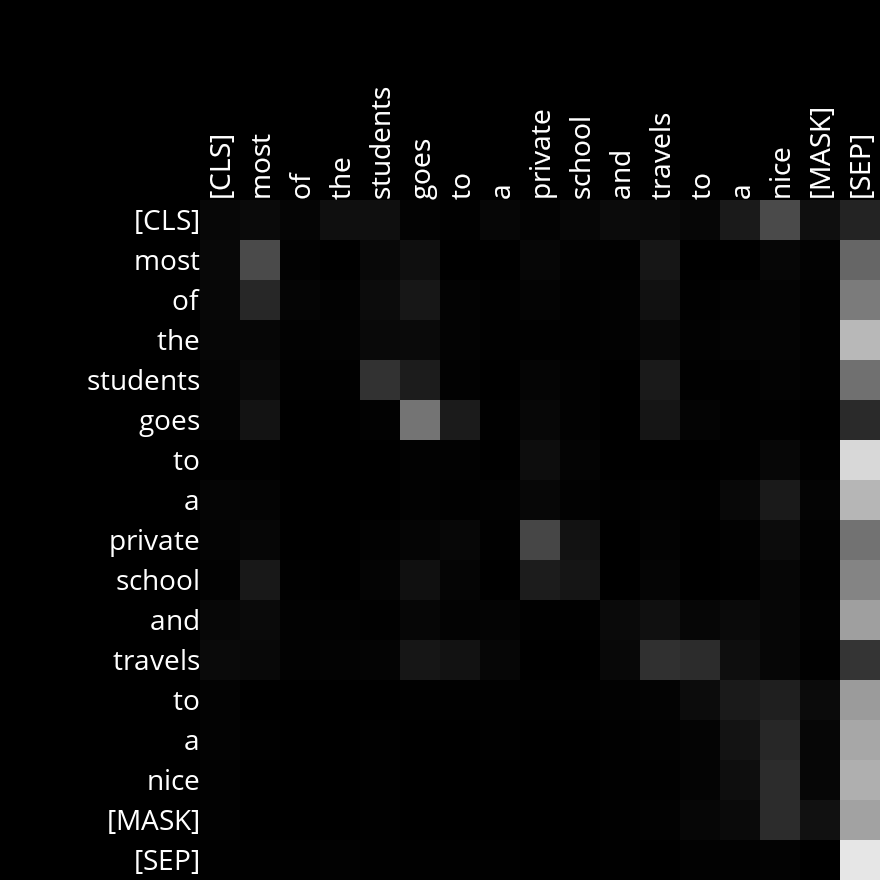 [CLS] most of the students goes to a private school and travels to a nice [MASK] [SEP]
[CLS]
most
of
the
students
goes
to
a
private
school
and
travels
to
a
nice
[MASK]
[SEP]